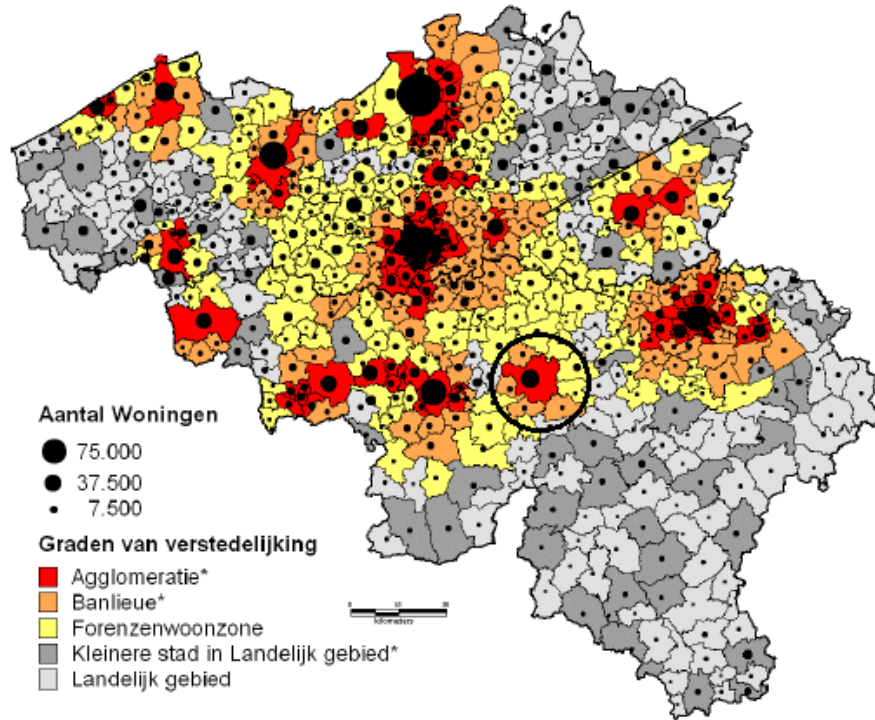 Aantal Woningen
75.000
37.500
7.500
Graden van verstedelijking
Agglomeratie*
Banlieue*
Forenzenwoonzone
Kleinere stad in Landelijk gebied*
Landelijk gebied
kilometers